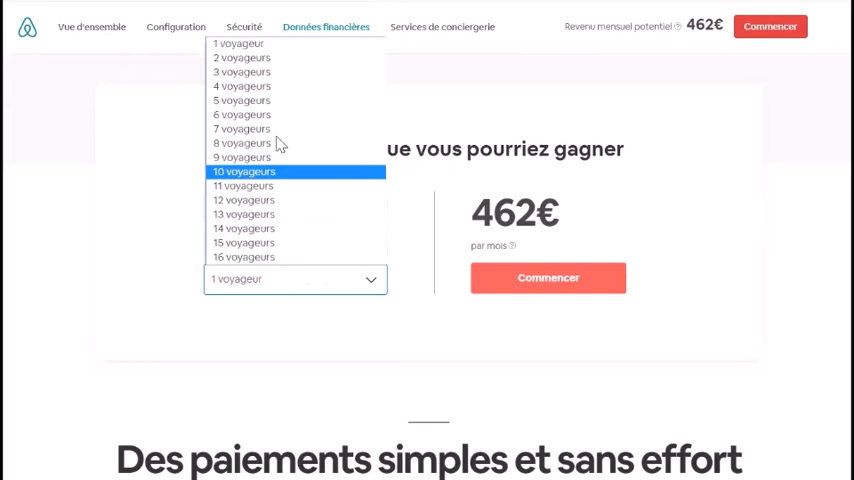 Vue d'ensemble Configuration Sécurité Données financières Services de conciergerie Revenu mensuel potentiel ? 462€ Commencer
1 voyageur
2 voyageurs
3 voyageurs
4 voyageurs
5 voyageurs
6 voyageurs
7 voyageurs
8 voyageurs
9 voyageurs
10 voyageurs
11 voyageurs
12 voyageurs
13 voyageurs
14 voyageurs
15 voyageurs
16 voyageurs
1 voyageur
ue vous pourriez gagner
462€
par mois ?
Commencer
Des paiements simples et sans effort